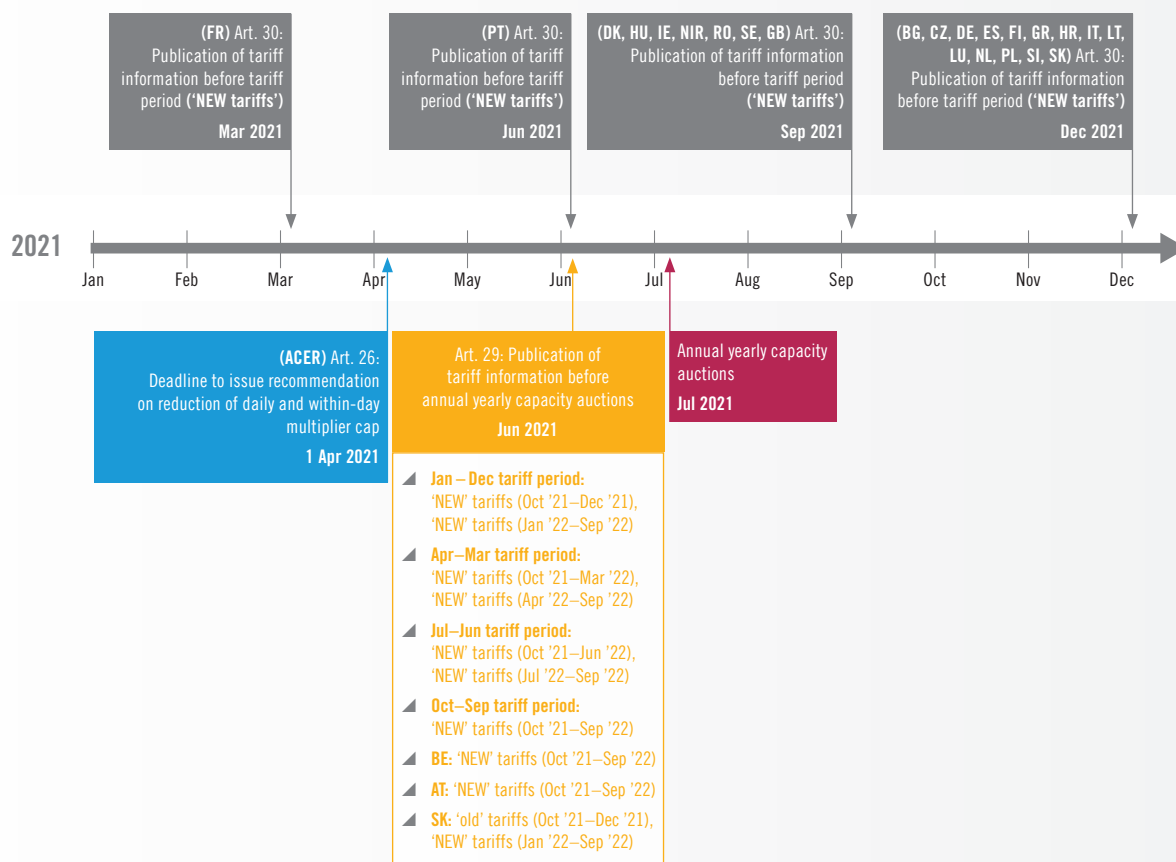 (FR) Art. 30:
Publication of tariff
information before tariff
period (‘NEW tariffs’)
Mar 2021
(PT) Art. 30:
Publication of tariff
information before tariff
period (‘NEW tariffs’)
Jun 2021
(DK, HU, IE, NIR, RO, SE, GB) Art. 30:
Publication of tariff information
before tariff period
(‘NEW tariffs’)
Sep 2021
(BG, CZ, DE, ES, FI, GR, HR, IT, LT,
LU, NL, PL, SI, SK) Art. 30:
Publication of tariff information
before tariff period (‘NEW tariffs’)
Dec 2021
2021
Jan
Feb
Mar
Apr
May
Jun
Jul
Aug
Sep
Oct
Nov
Dec
(ACER) Art. 26:
Deadline to issue recommendation
on reduction of daily and within-day
multiplier cap
1 Apr 2021
Art. 29: Publication of
tariff information before
annual yearly capacity auctions
Jun 2021
Annual yearly capacity
auctions
Jul 2021
Jan – Dec tariff period:
‘NEW’ tariffs (Oct ’21–Dec ’21),
‘NEW’ tariffs (Jan ’22–Sep ’22)
Apr–Mar tariff period:
‘NEW’ tariffs (Oct ’21–Mar ’22),
‘NEW’ tariffs (Apr ’22–Sep ’22)
Jul–Jun tariff period:
‘NEW’ tariffs (Oct ’21–Jun ’22),
‘NEW’ tariffs (Jul ’22–Sep ’22)
Oct–Sep tariff period:
‘NEW’ tariffs (Oct ’21–Sep ’22)
BE: ‘NEW’ tariffs (Oct ’21–Sep ’22)
AT: ‘NEW’ tariffs (Oct ’21–Sep ’22)
SK: ‘old’ tariffs (Oct ’21–Dec ’21),
‘NEW’ tariffs (Jan ’22–Sep ’22)